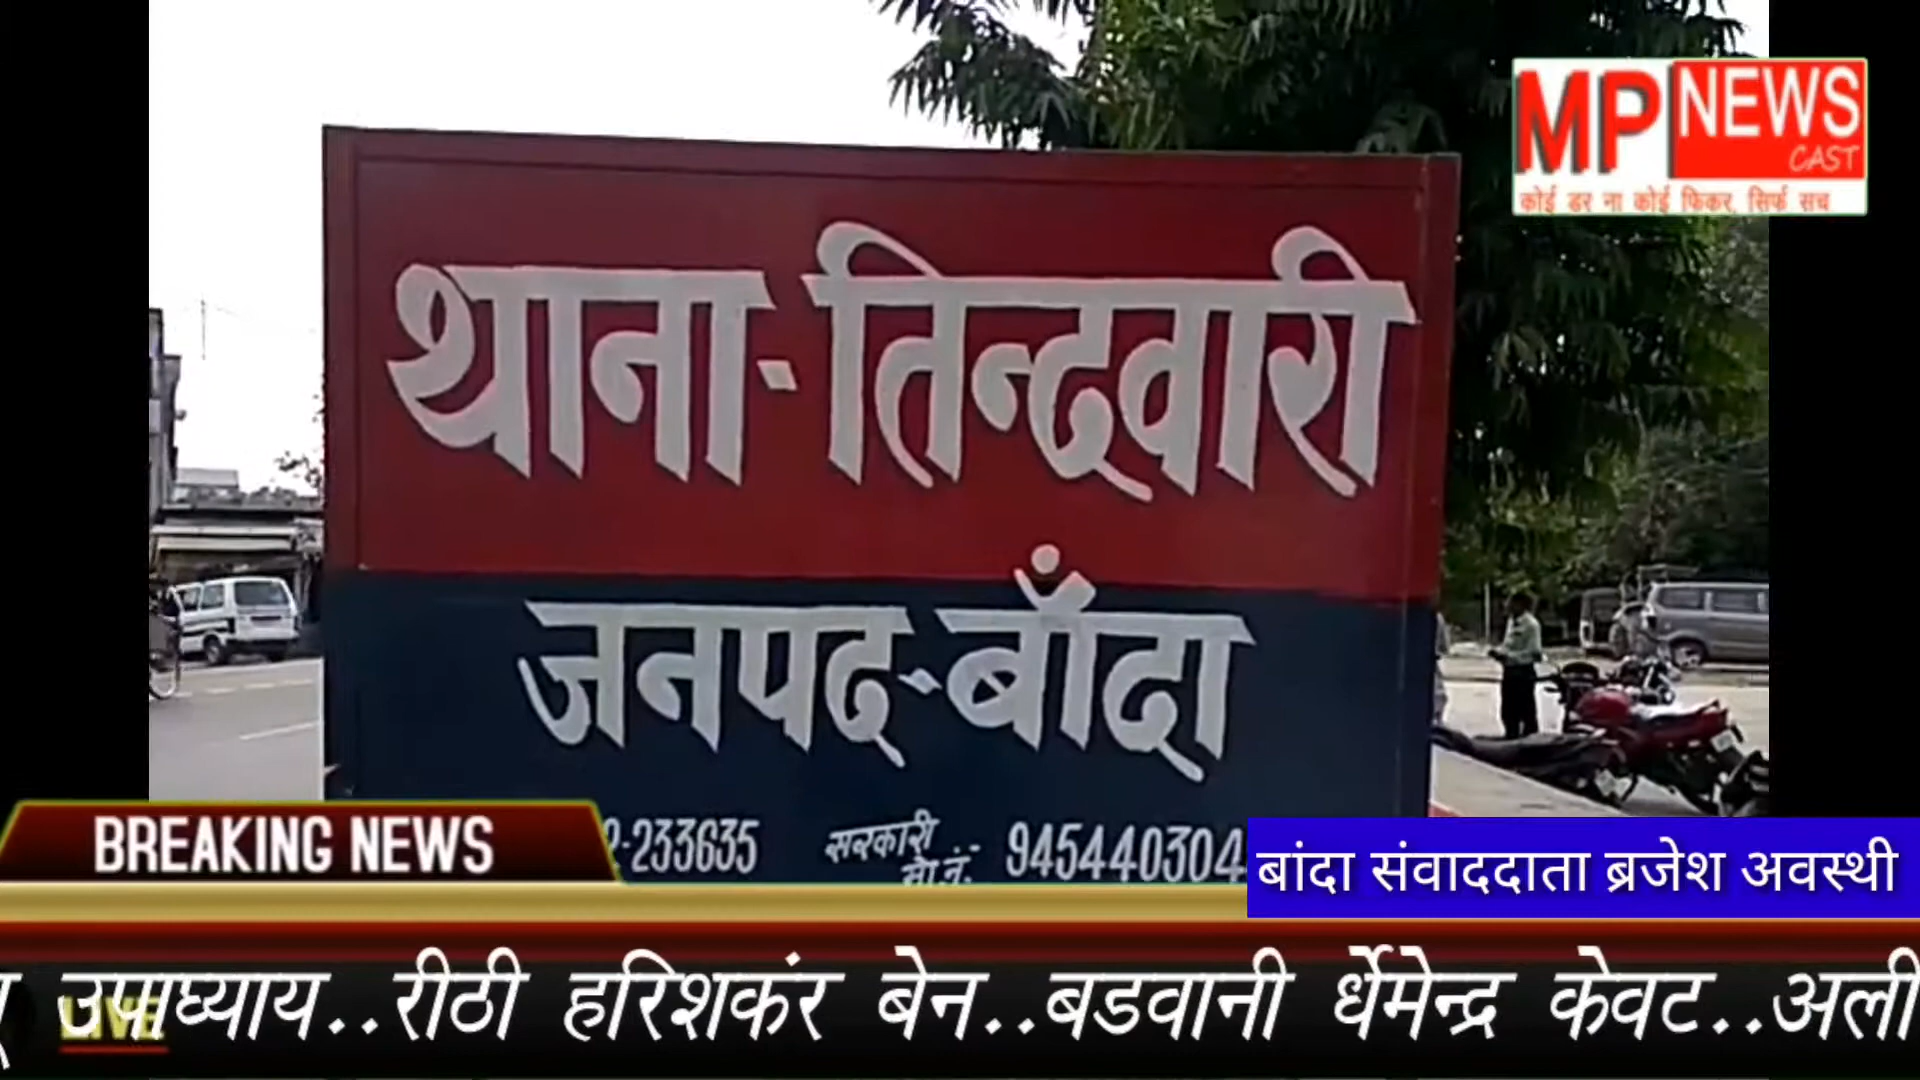 MP NEWS
CAST
कोई डर ना कोई फिकर, सिर्फ सच
थाना-तिन्दवारी
जनपद-बाँदा
2-233635 सरकारी मो.नं.- 945440304
BREAKING NEWS
बांदा संवाददाता ब्रजेश अवस्थी
LIVE
उपाघ्याय..रीठी हरिशकंर बेन..बडवानी र्धेमेन्द्र केवट..अली